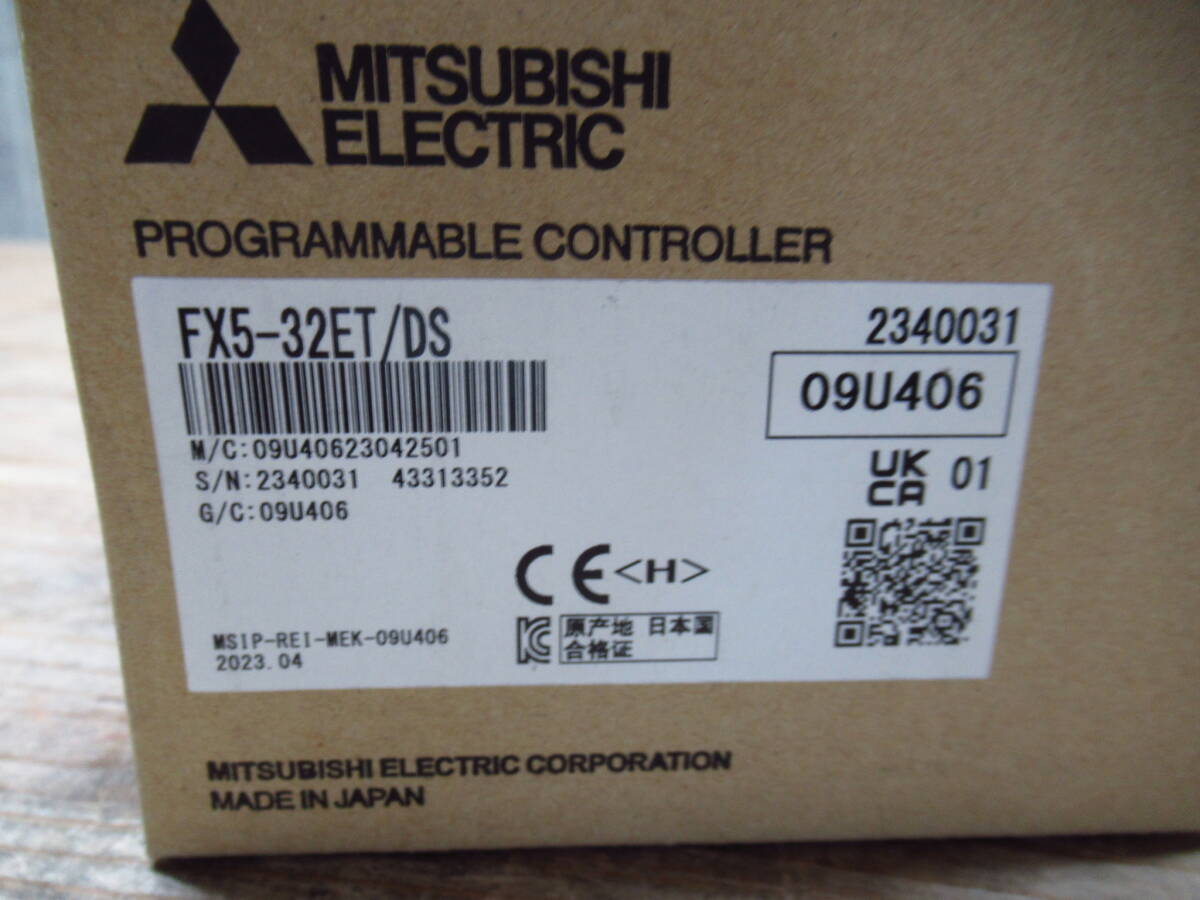 MITSUBISHI
ELECTRIC
PROGRAMMABLE CONTROLLER
FX5-32ET/DS
2340031
09U406
M/C:09U40623042501
S/N:2340031 43313352
G/C:09U406
UK
CA
01
CE<H>
MSIP-REI-MEK-09U406
2023.04
原产地 日本国
合格证
MITSUBISHI ELECTRIC CORPORATION
MADE IN JAPAN